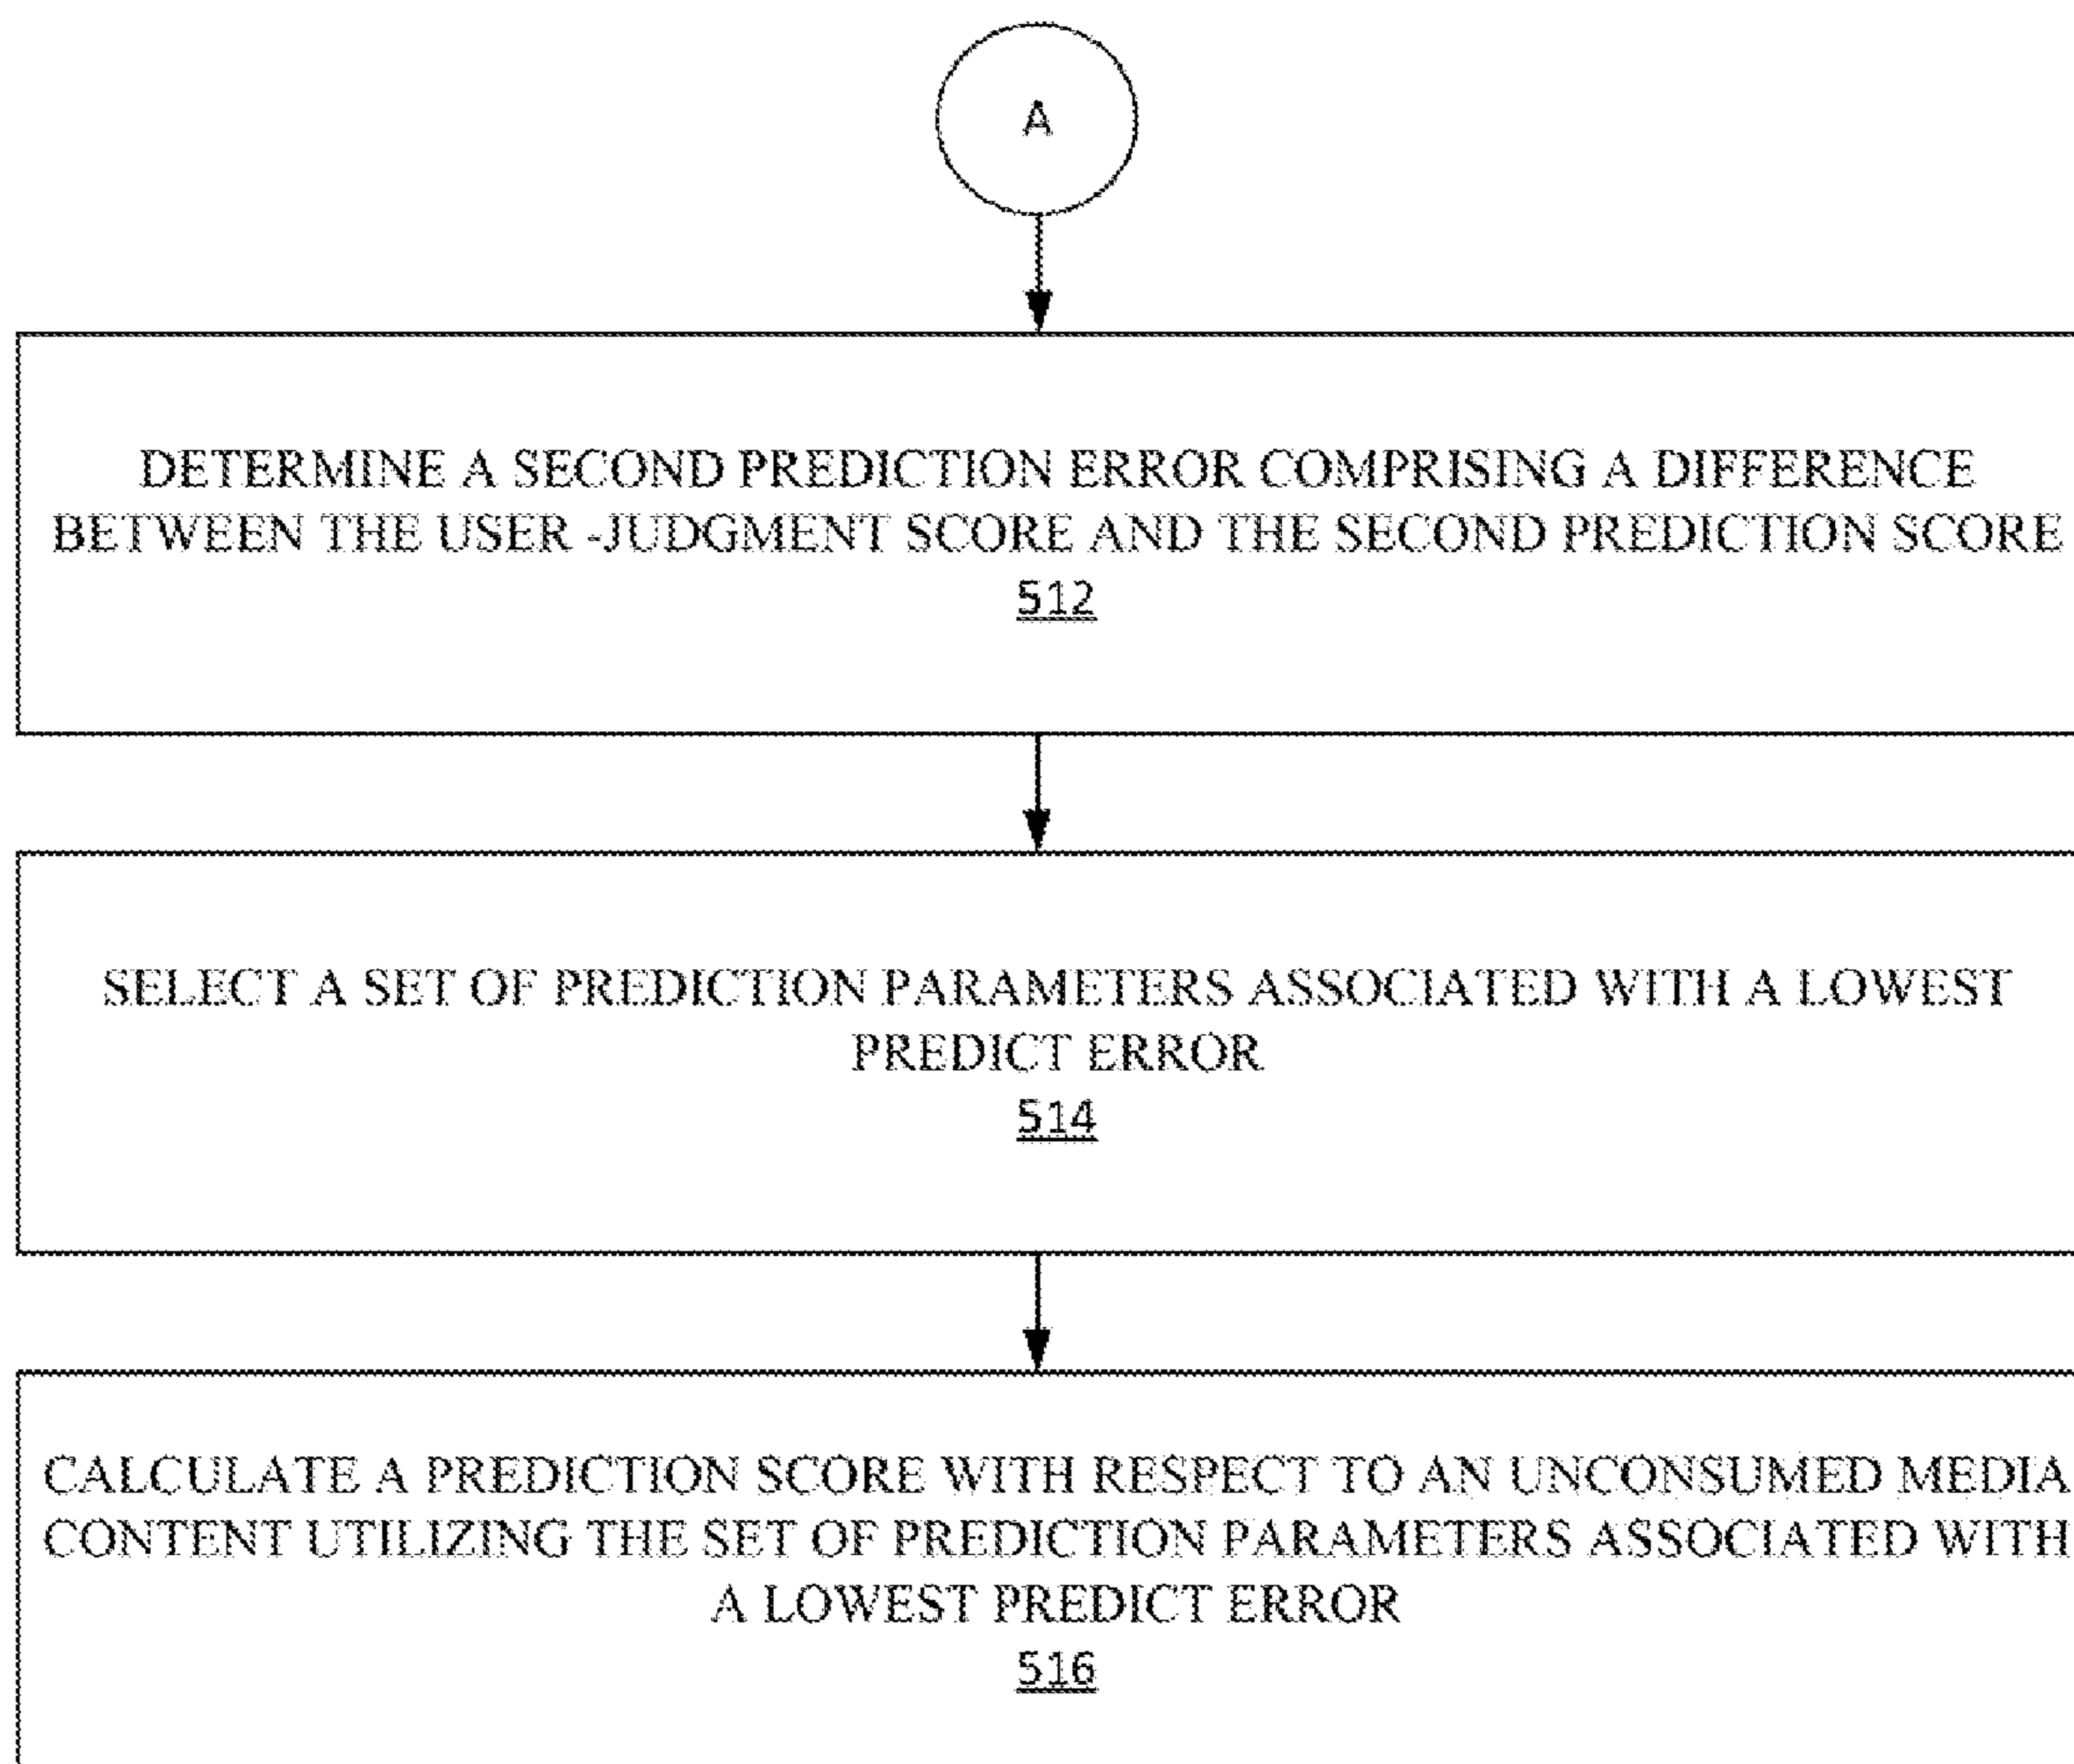 A
DETERMINE A SECOND PREDICTION ERROR COMPRISING A DIFFERENCE
BETWEEN THE USER -JUDGMENT SCORE AND THE SECOND PREDICTION SCORE
512
SELECT A SET OF PREDICTION PARAMETERS ASSOCIATED WITH A LOWEST
PREDICT ERROR
514
CALCULATE A PREDICTION SCORE WITH RESPECT TO AN UNCONSUMED MEDIA
CONTENT UTILIZING THE SET OF PREDICTION PARAMETERS ASSOCIATED WITH
A LOWEST PREDICT ERROR
516